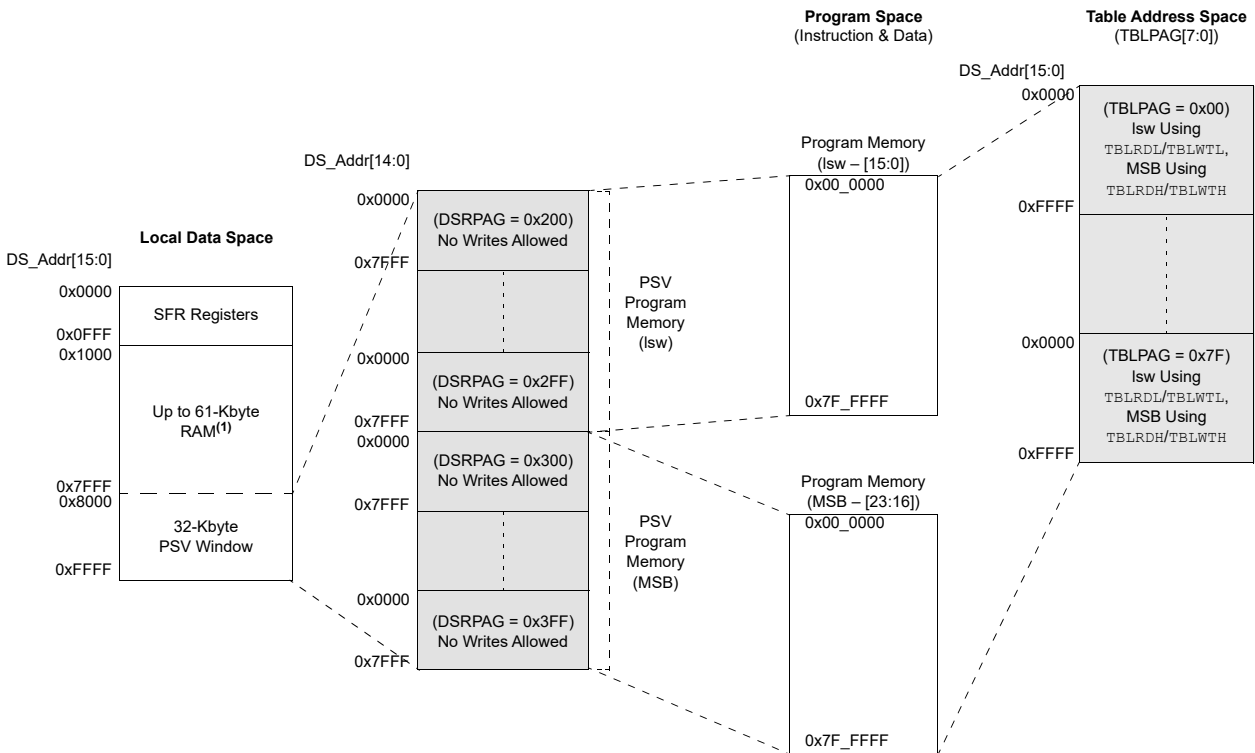 Program Space
(Instruction & Data)
Table Address Space
(TBLPAG[7:0])
DS_Addr[15:0]
0x0000
(TBLPAG = 0x00)
lsw Using
TBLRDL/TBLWTL,
MSB Using
TBLRDH/TBLWTH
0xFFFF
0x0000
(TBLPAG = 0x7F)
lsw Using
TBLRDL/TBLWTL,
MSB Using
TBLRDH/TBLWTH
0xFFFF
Program Memory
(lsw – [15:0])
0x00_0000
0x7F_FFFF
Program Memory
(MSB – [23:16])
0x00_0000
0x7F_FFFF
DS_Addr[14:0]
0x0000
(DSRPAG = 0x200)
No Writes Allowed
0x7FFF
0x0000
(DSRPAG = 0x2FF)
No Writes Allowed
0x7FFF
0x0000
(DSRPAG = 0x300)
No Writes Allowed
0x7FFF
0x0000
(DSRPAG = 0x3FF)
No Writes Allowed
0x7FFF
PSV
Program
Memory
(lsw)
PSV
Program
Memory
(MSB)
Local Data Space
DS_Addr[15:0]
0x0000
SFR Registers
0x0FFF
0x1000
Up to 61-Kbyte
RAM(1)
0x7FFF
0x8000
32-Kbyte
PSV Window
0xFFFF